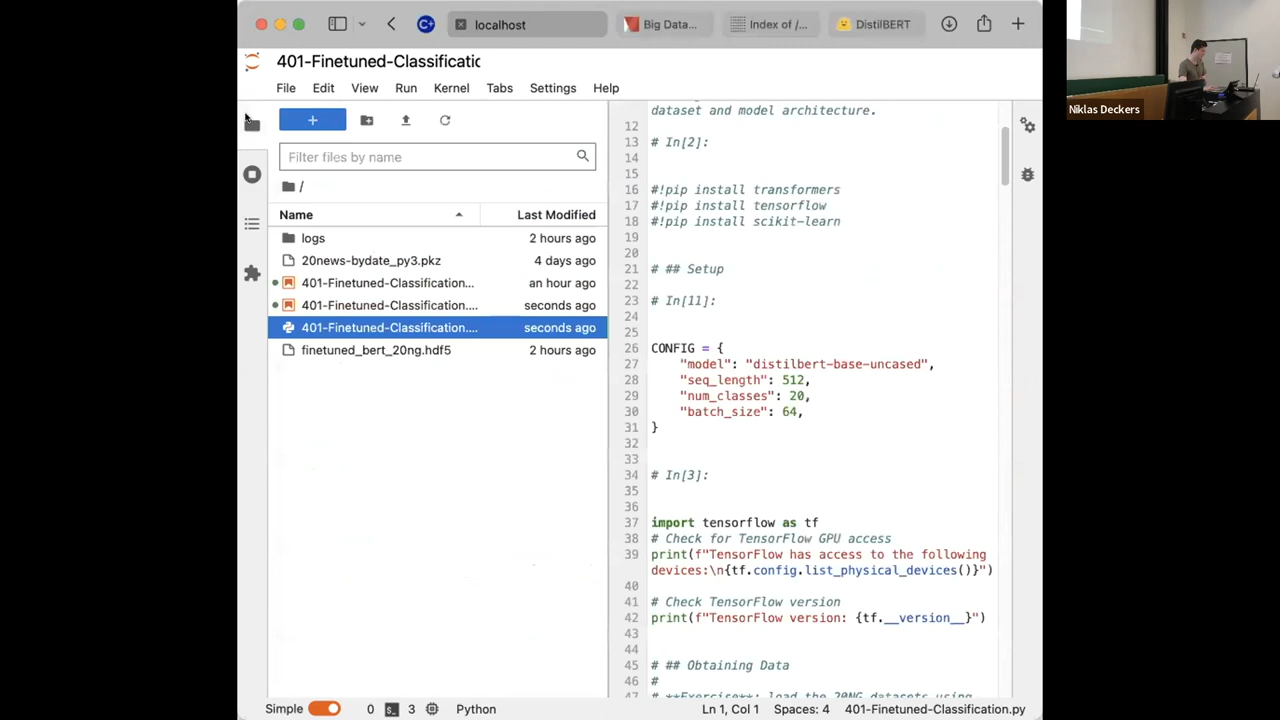 localhost
Big Data...
Index of /...
DistilBERT
401-Finetuned-Classificatic
File Edit View Run Kernel Tabs Settings Help
Filter files by name
/
Name Last Modified
logs 2 hours ago
20news-bydate_py3.pkz 4 days ago
401-Finetuned-Classification... an hour ago
401-Finetuned-Classification.... seconds ago
401-Finetuned-Classification.... seconds ago
finetuned_bert_20ng.hdf5 2 hours ago
dataset and model architecture.
12
13 # In[2]:
14
15
16 #!pip install transformers
17 #!pip install tensorflow
18 #!pip install scikit-learn
19
20
21 # ## Setup
22
23 # In[11]:
24
25
26 CONFIG = {
27 "model": "distilbert-base-uncased",
28 "seq_length": 512,
29 "num_classes": 20,
30 "batch_size": 64,
31 }
32
33
34 # In[3]:
35
36
37 import tensorflow as tf
38 # Check for TensorFlow GPU access
39 print(f"TensorFlow has access to the following
devices:\n{tf.config.list_physical_devices()}")
40
41 # Check TensorFlow version
42 print(f"TensorFlow version: {tf.__version__}")
43
44
45 # ## Obtaining Data
46 #
47 # **Exercise**: load the 20NG datasets using
Simple 0 3 Python Ln 1, Col 1 Spaces: 4 401-Finetuned-Classification.py
Niklas Deckers